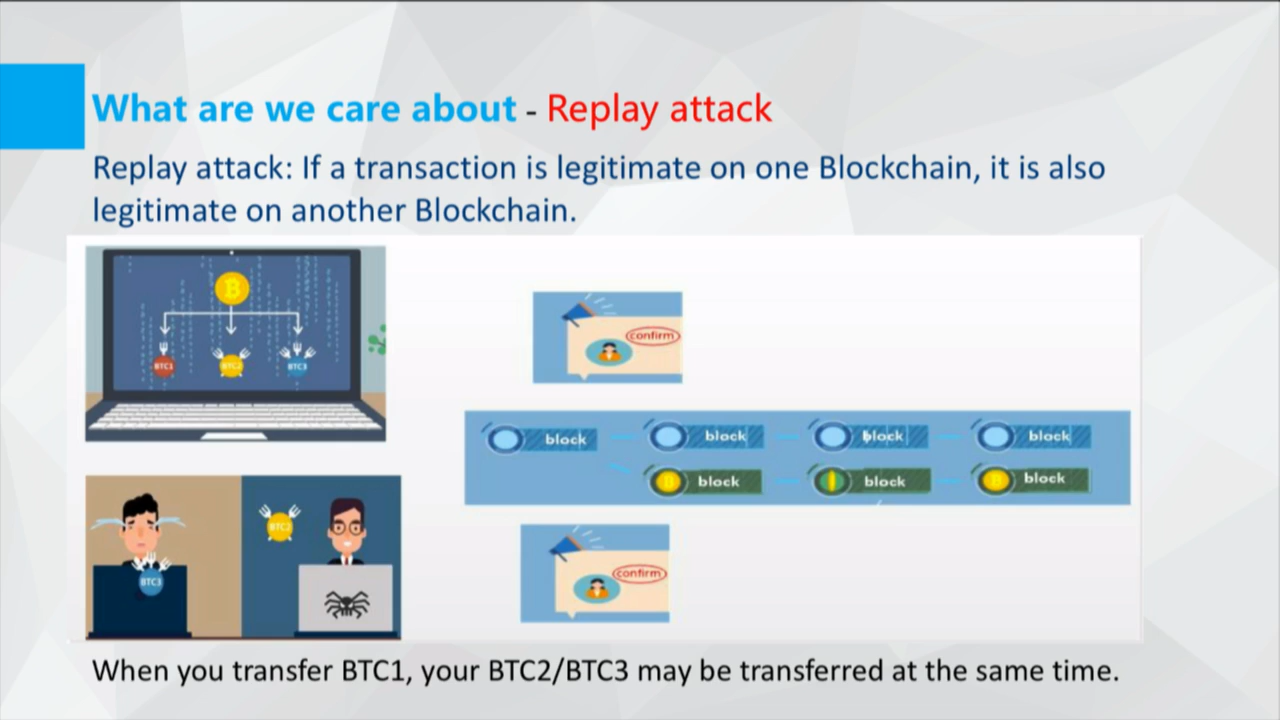 What are we care about - Replay attack
Replay attack: If a transaction is legitimate on one Blockchain, it is also
legitimate on another Blockchain.
BTC1
BTC2
BTC3
confirm
block
block
block
block
block
block
block
BTC3
BTC2
confirm
When you transfer BTC1, your BTC2/BTC3 may be transferred at the same time.